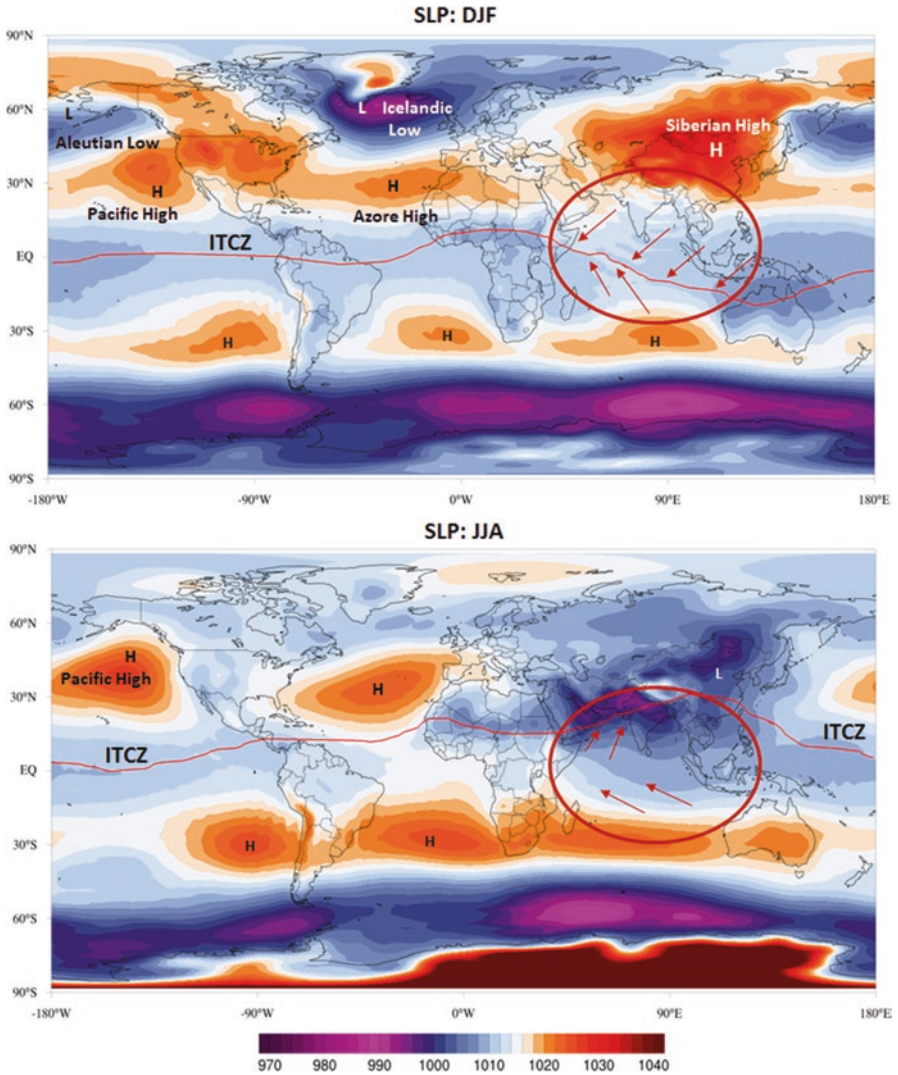 SLP: DJF
90°N
60°N
L
L Icelandic
Low
Siberian High
H
Aleutian Low
30°N
H
H
Pacific High
Azore High
ITCZ
EQ
30°S
H
H
H
60°S
90°S
-180°W
-90°W
0°W
90°E
180°E
SLP: JJA
90°N
60°N
H
Pacific High
L
30°N
H
ITCZ
ITCZ
EQ
30°S
H
H
60°S
90°S
-180°W
-90°W
0°W
90°E
180°E
970 980 990 1000 1010 1020 1030 1040